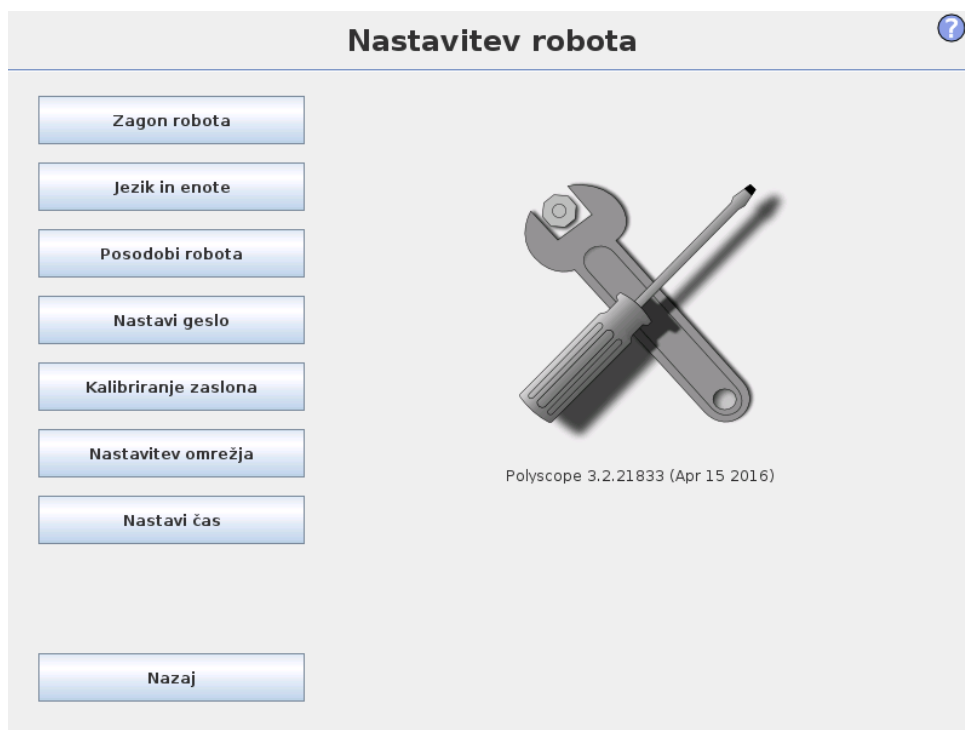 Nastavitev robota
?
Zagon robota
Jezik in enote
Posodobi robota
Nastavi geslo
Kalibriranje zaslona
Nastavitev omrežja
Nastavi čas
Polyscope 3.2.21833 (Apr 15 2016)
Nazaj